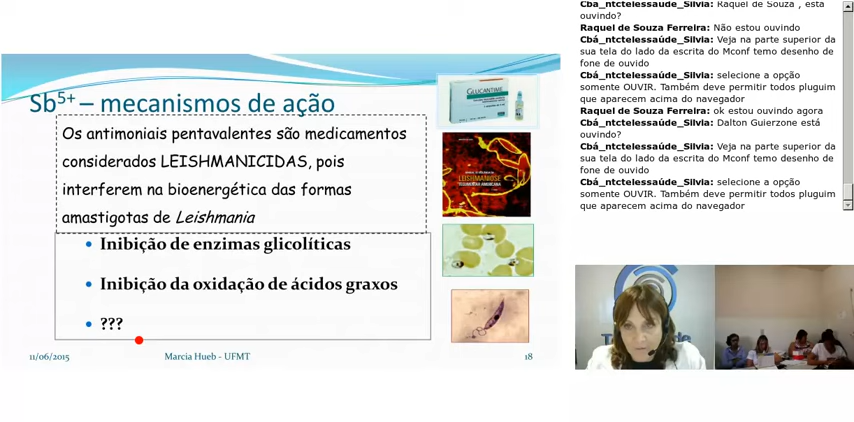 Sb5+ – mecanismos de ação
Os antimoniais pentavalentes são medicamentos
considerados LEISHMANICIDAS, pois
interferem na bioenergética das formas
amastigotas de Leishmania
• Inibição de enzimas glicolíticas
• Inibição da oxidação de ácidos graxos
• ???
11/06/2015
Marcia Hueb - UFMT
18
GLUCANTIME
LEISHMANIOSE
Cbá_ntctelessaúde_Silvia: Raquel de Souza , está
ouvindo?
Raquel de Souza Ferreira: Não estou ouvindo
Cbá_ntctelessaúde_Silvia: Veja na parte superior da
sua tela do lado da escrita do Mconf temo desenho de
fone de ouvido
Cbá_ntctelessaúde_Silvia: selecione a opção
somente OUVIR. Também deve permitir todos pluguim
que aparecem acima do navegador
Raquel de Souza Ferreira: ok estou ouvindo agora
Cbá_ntctelessaúde_Silvia: Dalton Guierzone está
ouvindo?
Cbá_ntctelessaúde_Silvia: Veja na parte superior da
sua tela do lado da escrita do Mconf temo desenho de
fone de ouvido
Cbá_ntctelessaúde_Silvia: selecione a opção
somente OUVIR. Também deve permitir todos pluguim
que aparecem acima do navegador